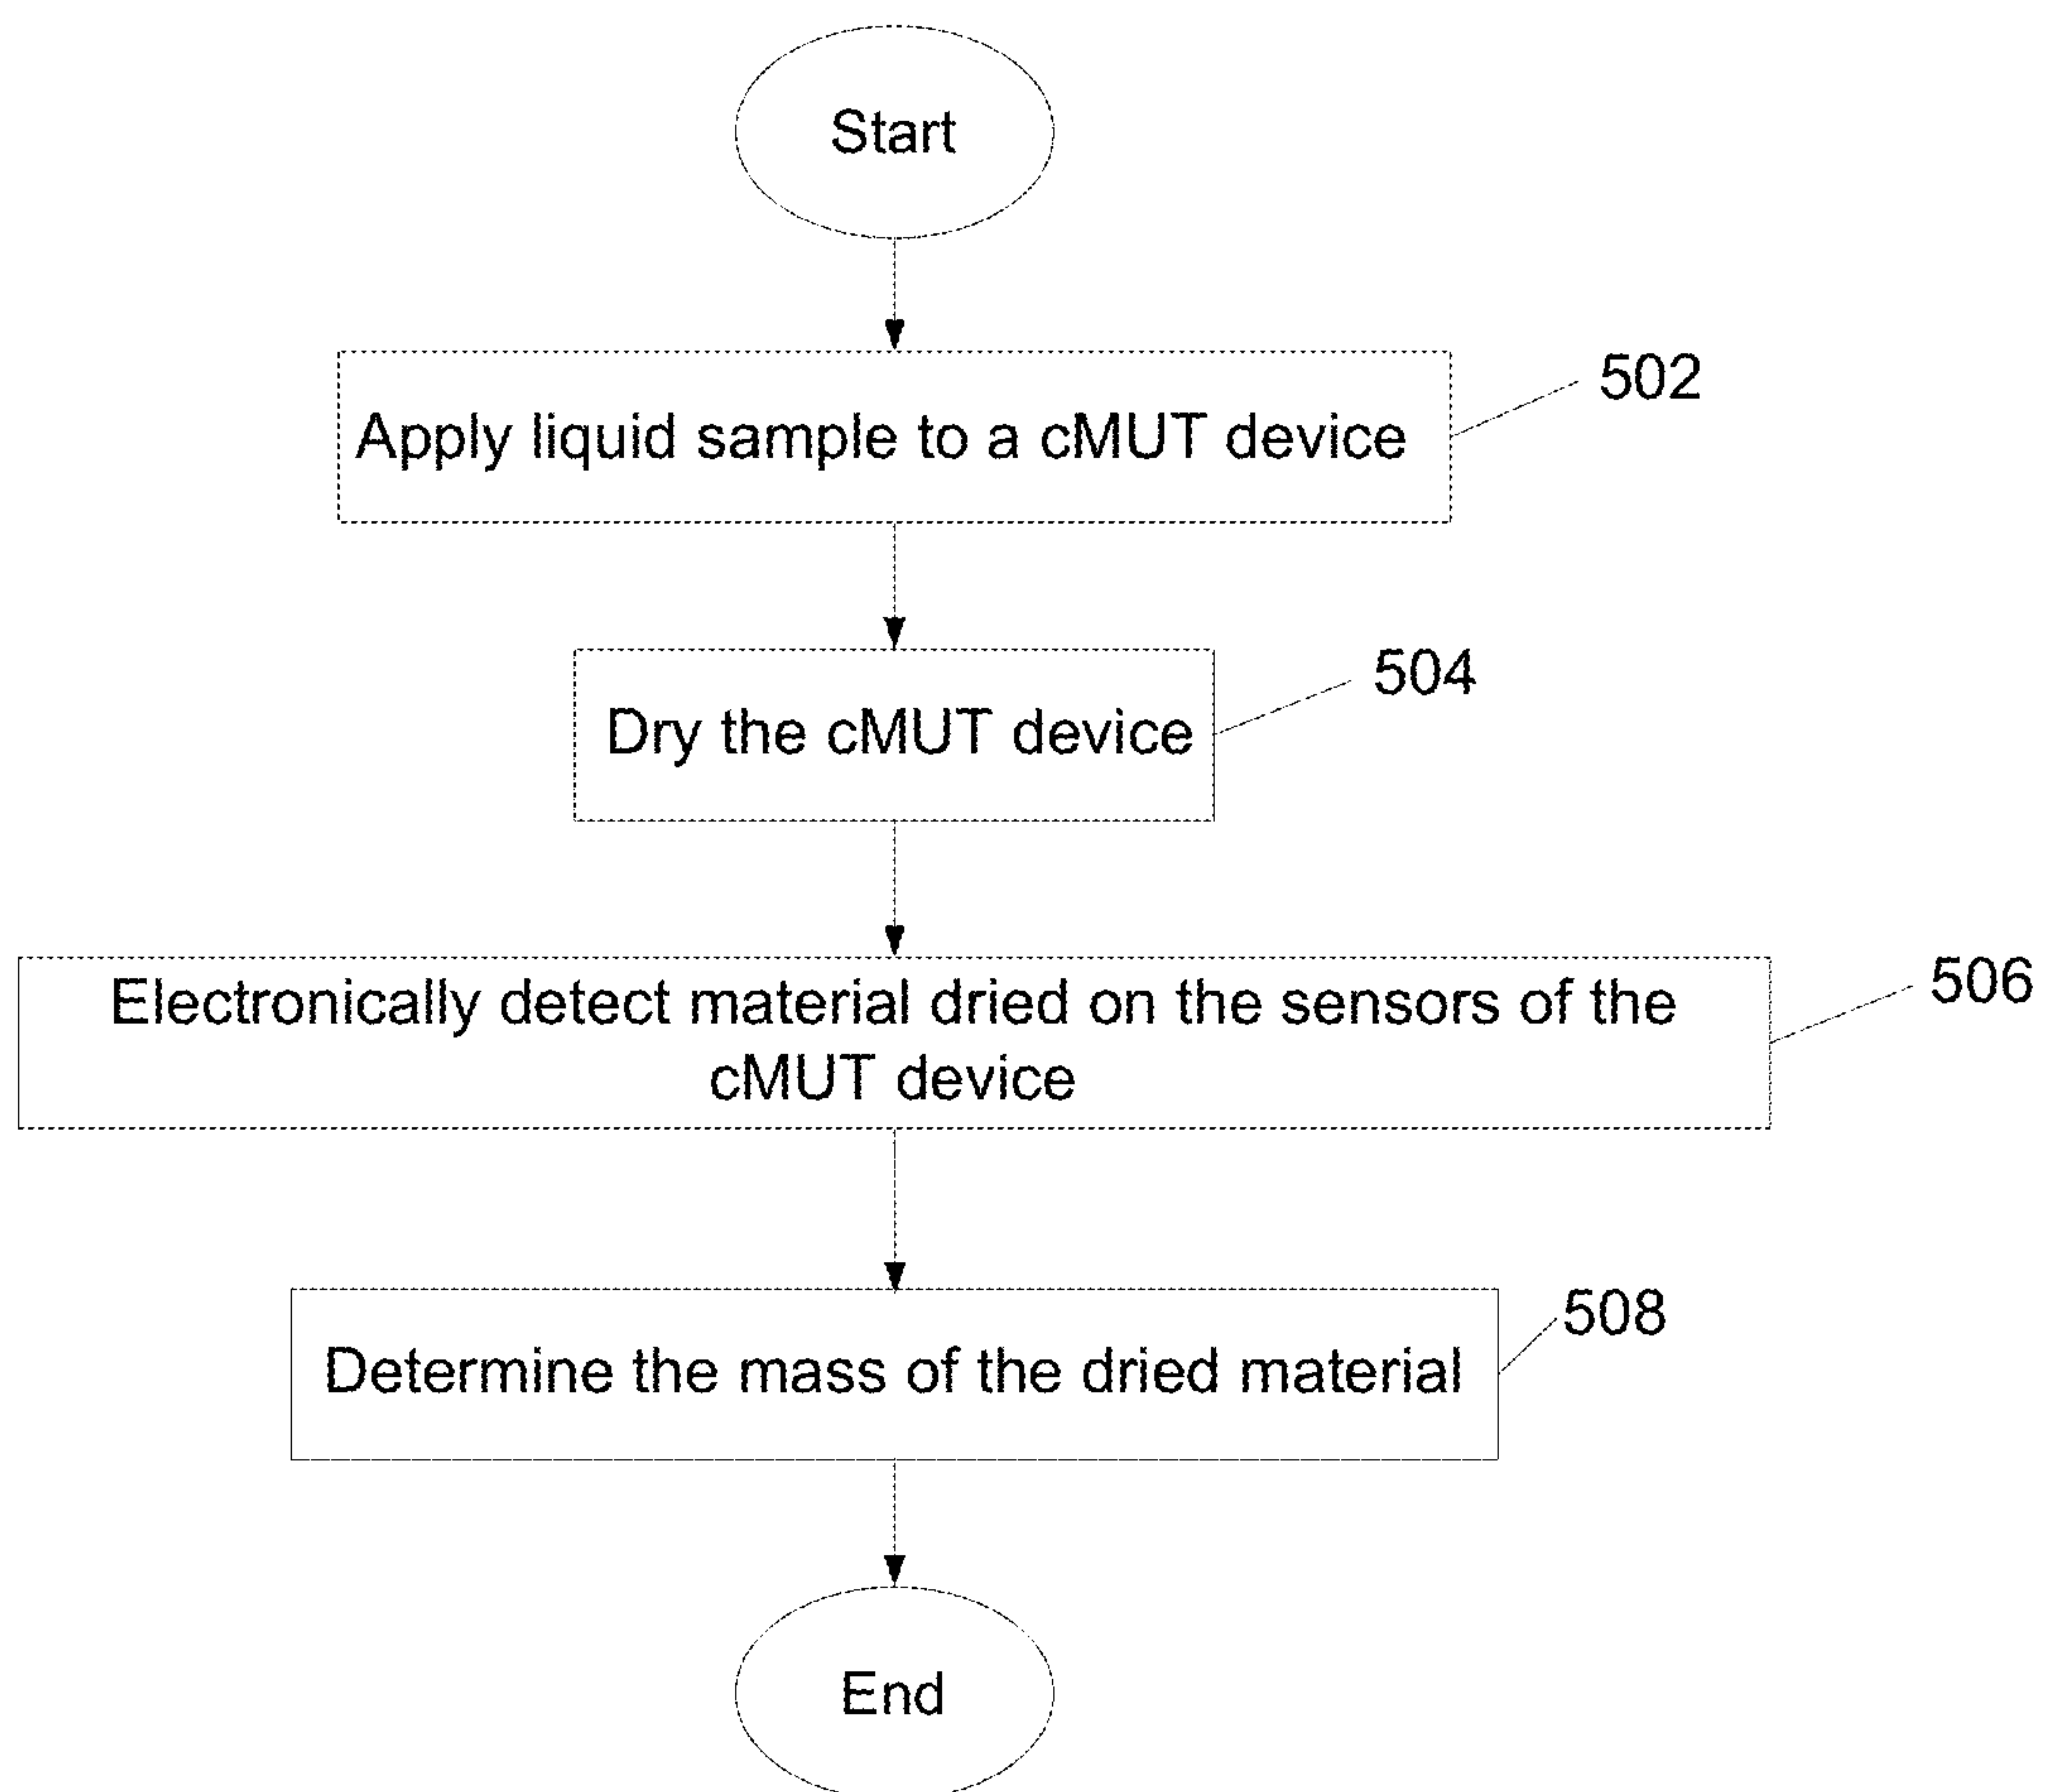 Start
502
Apply liquid sample to a cMUT device
504
Dry the cMUT device
506
Electronically detect material dried on the sensors of the
cMUT device
508
Determine the mass of the dried material
End